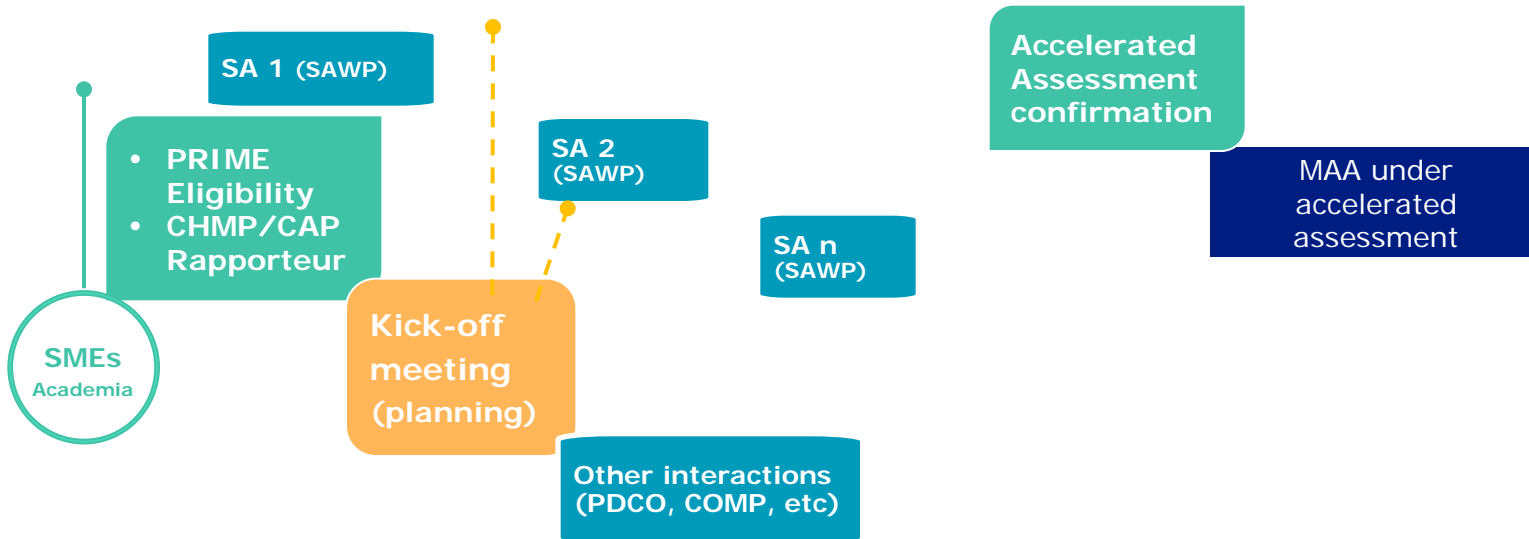 SA 1 (SAWP)
• PRIME
Eligibility
• CHMP/CAP
Rapporteur
SMEs
Academia
Kick-off
meeting
(planning)
SA 2
(SAWP)
SA n
(SAWP)
Other interactions
(PDCO, COMP, etc)
Accelerated
Assessment
confirmation
MAA under
accelerated
assessment